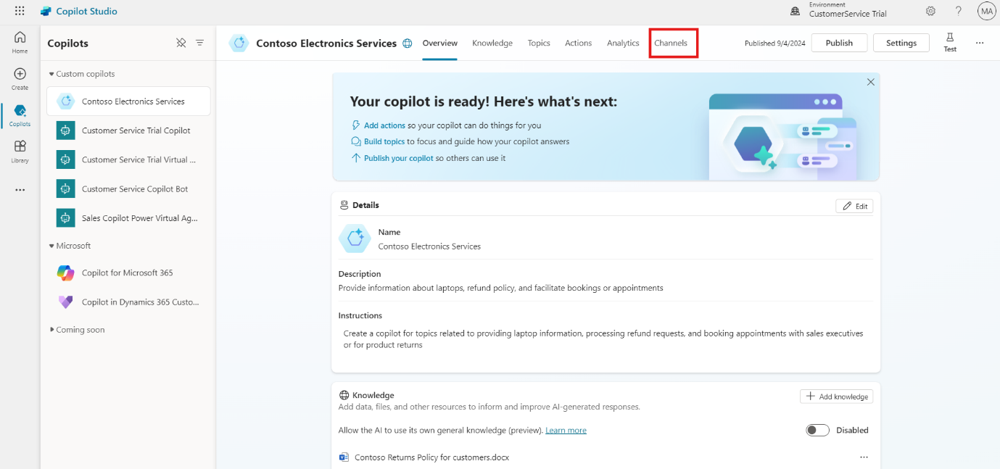 Copilot Studio
Environment
CustomerService Trial
?
MA
Home
Create
Copilots
Library
Copilots
Custom copilots
Contoso Electronics Services
Customer Service Trial Copilot
Customer Service Trial Virtual ...
Customer Service Copilot Bot
Sales Copilot Power Virtual Ag...
Microsoft
Copilot for Microsoft 365
Copilot in Dynamics 365 Custo...
Coming soon
Contoso Electronics Services Overview Knowledge Topics Actions Analytics Channels Published 9/4/2024 Publish Settings Test
Your copilot is ready! Here's what's next:
Add actions so your copilot can do things for you
Build topics to focus and guide how your copilot answers
Publish your copilot so others can use it
Details Edit
Name
Contoso Electronics Services
Description
Provide information about laptops, refund policy, and facilitate bookings or appointments
Instructions
Create a copilot for topics related to providing laptop information, processing refund requests, and booking appointments with sales executives
or for product returns
Knowledge
Add knowledge
Add data, files, and other resources to inform and improve AI-generated responses.
Allow the AI to use its own general knowledge (preview). Learn more Disabled
Contoso Returns Policy for customers.docx